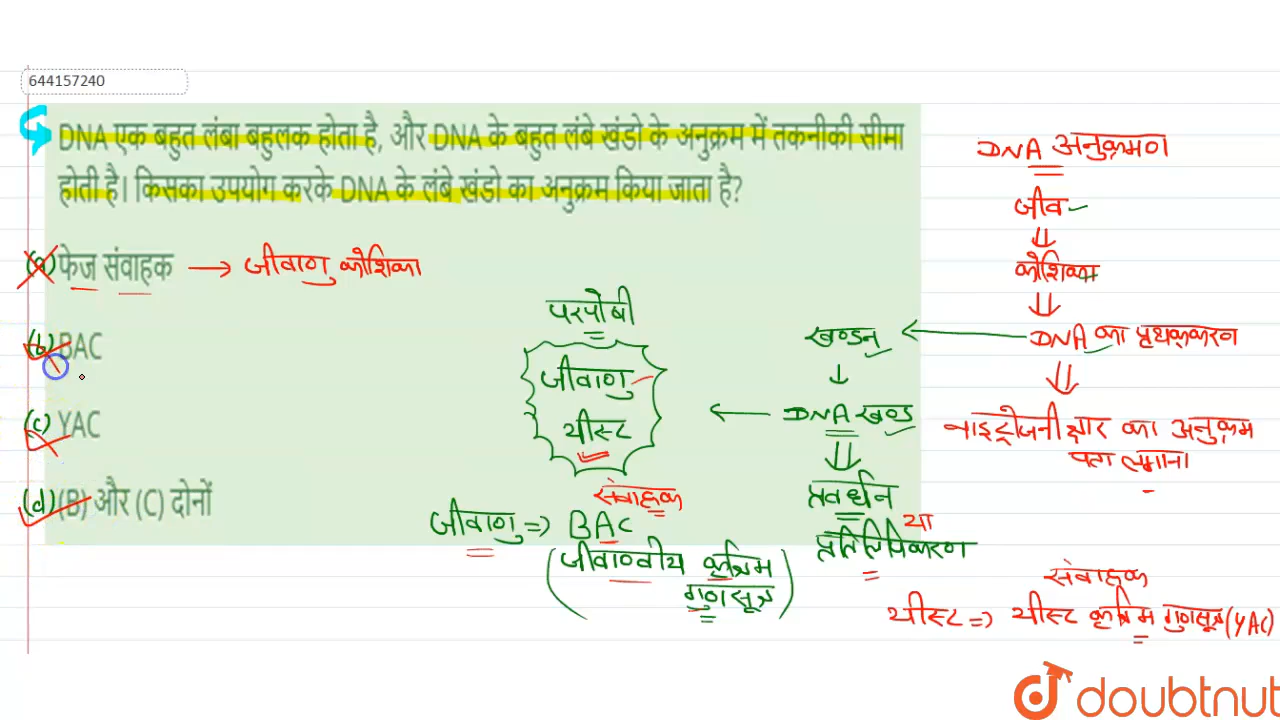 644157240
DNA एक बहुत लंबा बहुलक होता है, और DNA के बहुत लंबे खंडो के अनुक्रम में तकनीकी सीमा
होती है। किसका उपयोग करके DNA के लंबे खंडो का अनुक्रम किया जाता है?
(a) फेज संवाहक → जीवाणु कोशिका
(b) BAC
(c) YAC
(d) (B) और (C) दोनों
परपोषी
जीवाणु
यीस्ट
संवाहक
जीवाणु => BAC
(जीवाण्वीय कृत्रिम
गुणसूत्र)
DNA अनुक्रमण
जीव
कोशिका
DNA का पृथक्करण
खण्डन
DNA खण्ड
प्रवर्धन
या
प्रतिलिपिकरण
नाइट्रोजनी क्षार का अनुक्रम
पता लगाना
संवाहक
यीस्ट => यीस्ट कृत्रिम गुणसूत्र (YAC)
doubtnut